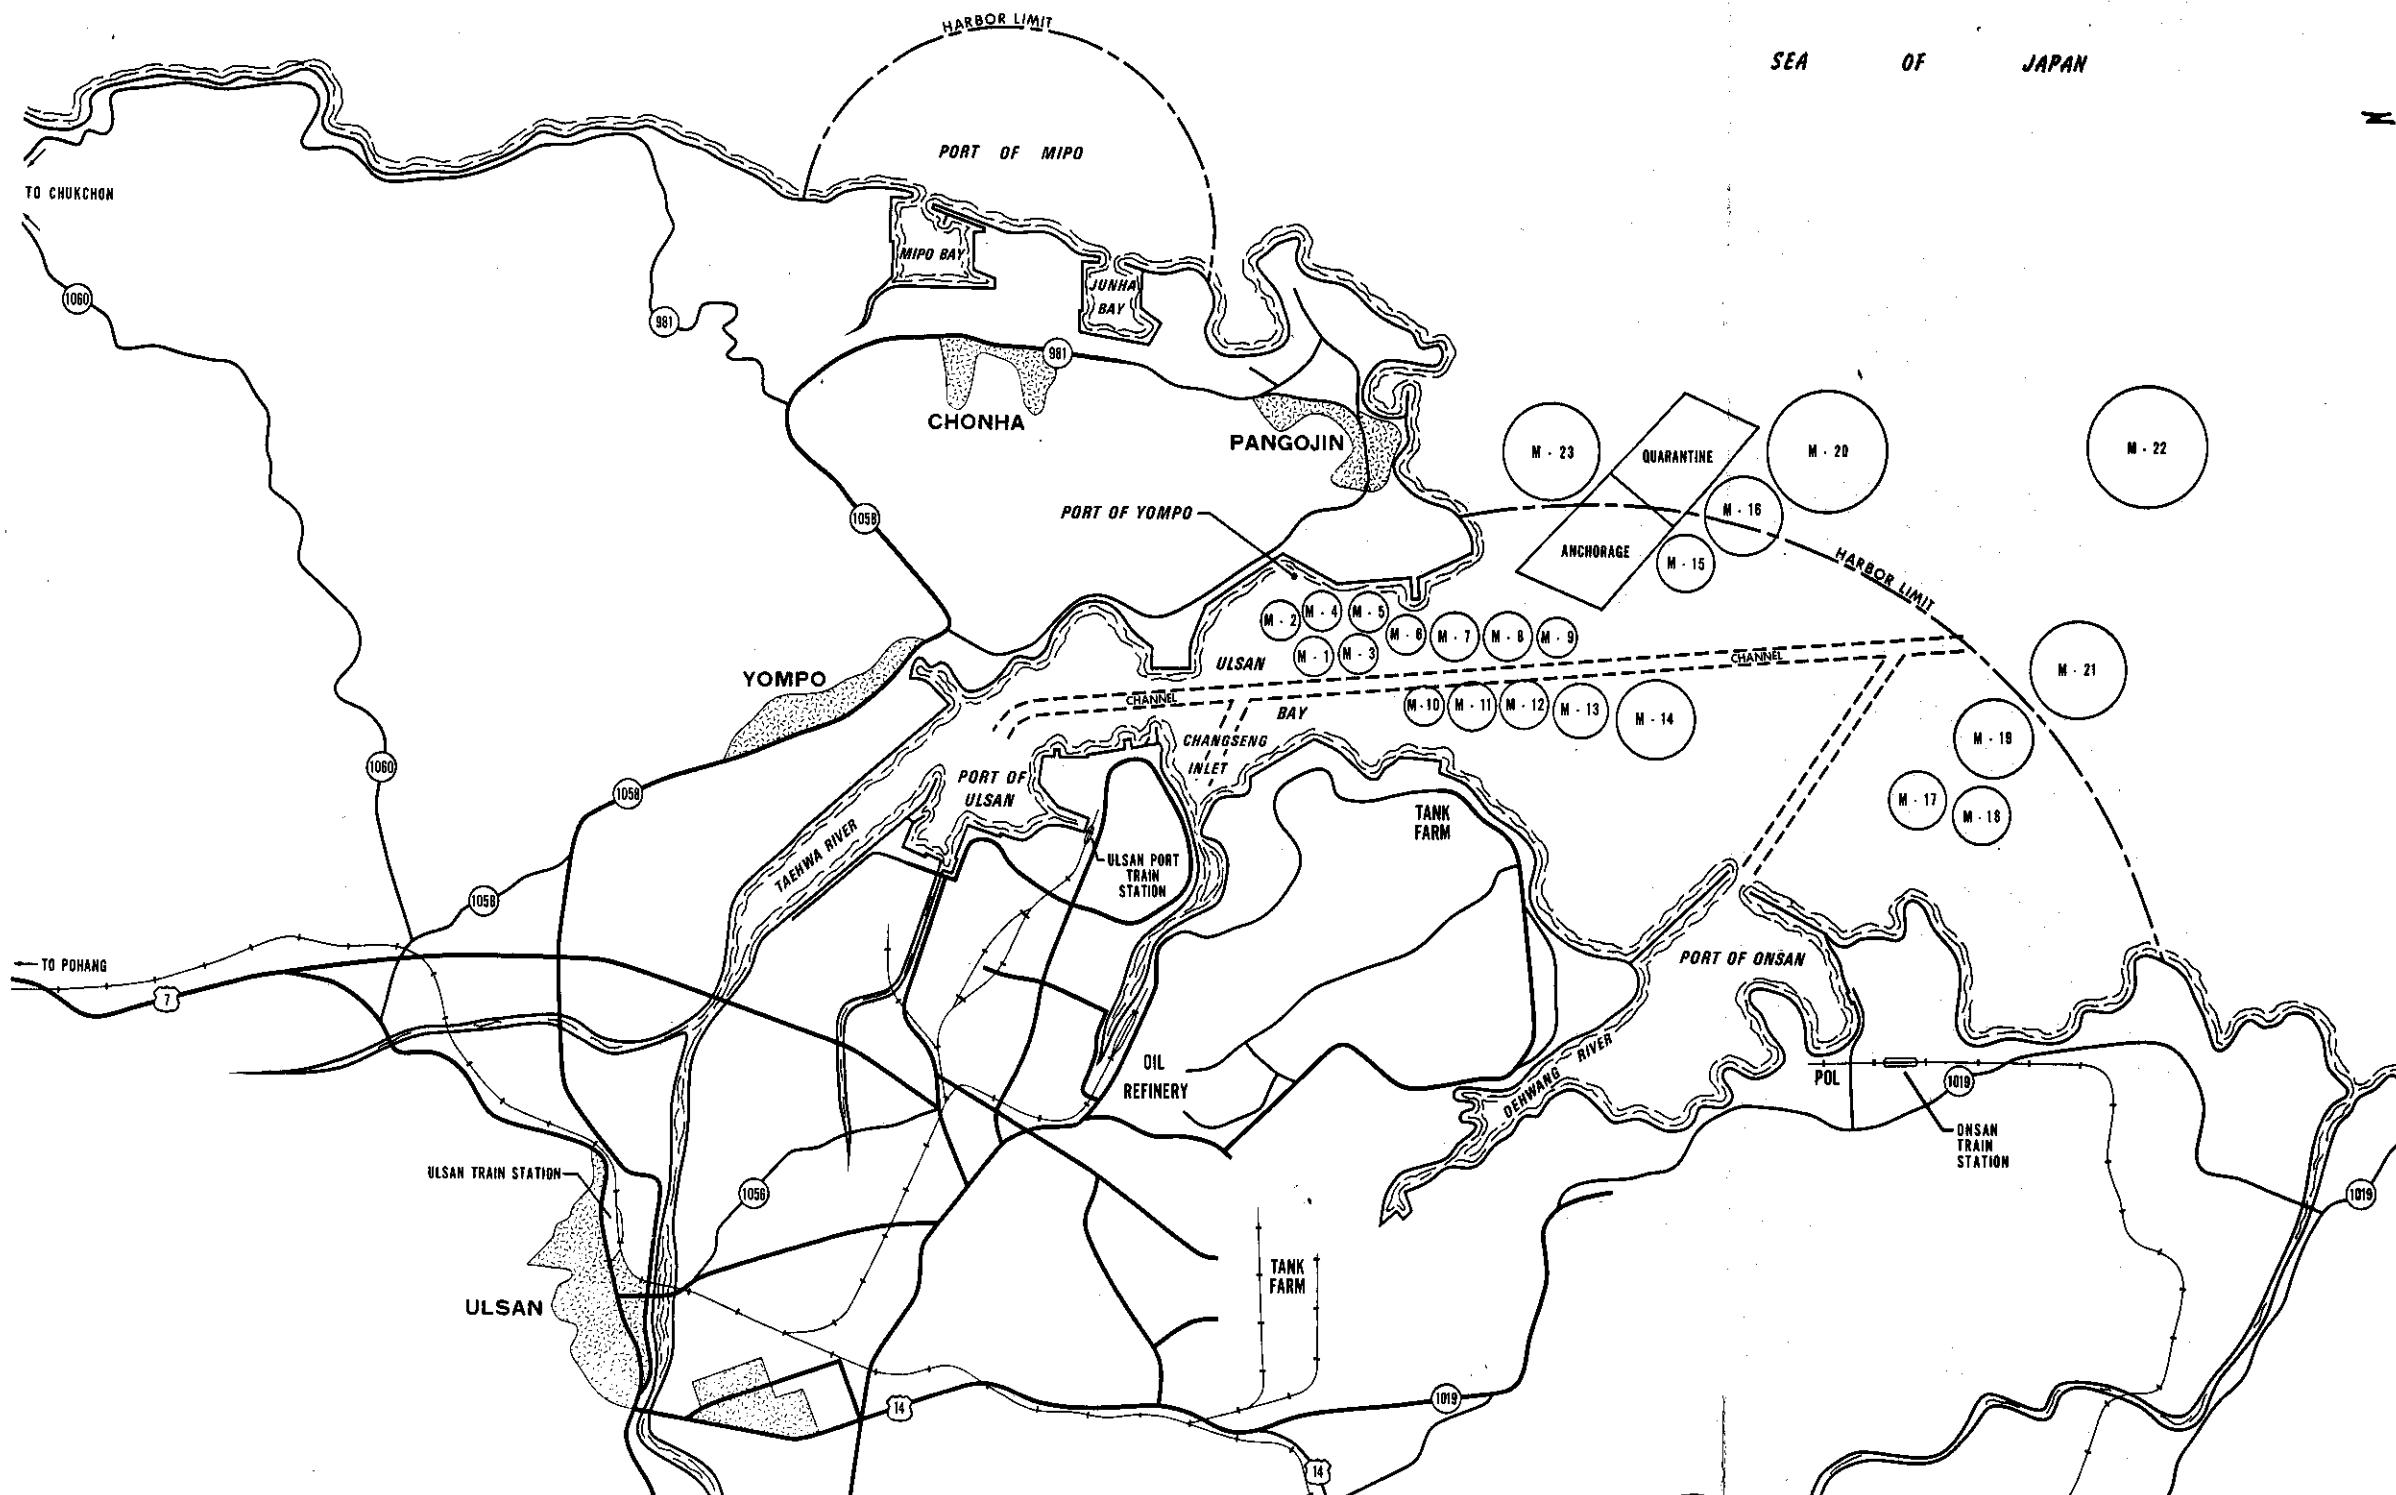 HARBOR LIMIT
SEA OF JAPAN
PORT OF MIPO
TO CHUKCHON
MIPO BAY
JUNHA
BAY
1060
981
981
CHONHA
PANGOJIN
M - 23
QUARANTINE
M - 20
M - 22
PORT OF YOMPO
1058
M - 16
ANCHORAGE
M - 15
HARBOR LIMIT
M - 2
M - 4
M - 5
M - 6
M - 7
M - 8
M - 9
M - 1
M - 3
ULSAN
CHANNEL
YOMPO
CHANNEL
M - 21
BAY
M - 10
M - 11
M - 12
M - 13
M - 14
CHANGSENG
INLET
M - 19
1060
1058
PORT OF
ULSAN
TANK
FARM
M - 17
M - 18
TAEHWA RIVER
ULSAN PORT
TRAIN
STATION
1058
TO POHANG
7
PORT OF ONSAN
OIL
REFINERY
OEHWANG RIVER
POL
1019
ONSAN
TRAIN
STATION
ULSAN TRAIN STATION
1056
1019
TANK
FARM
ULSAN
14
1019
14